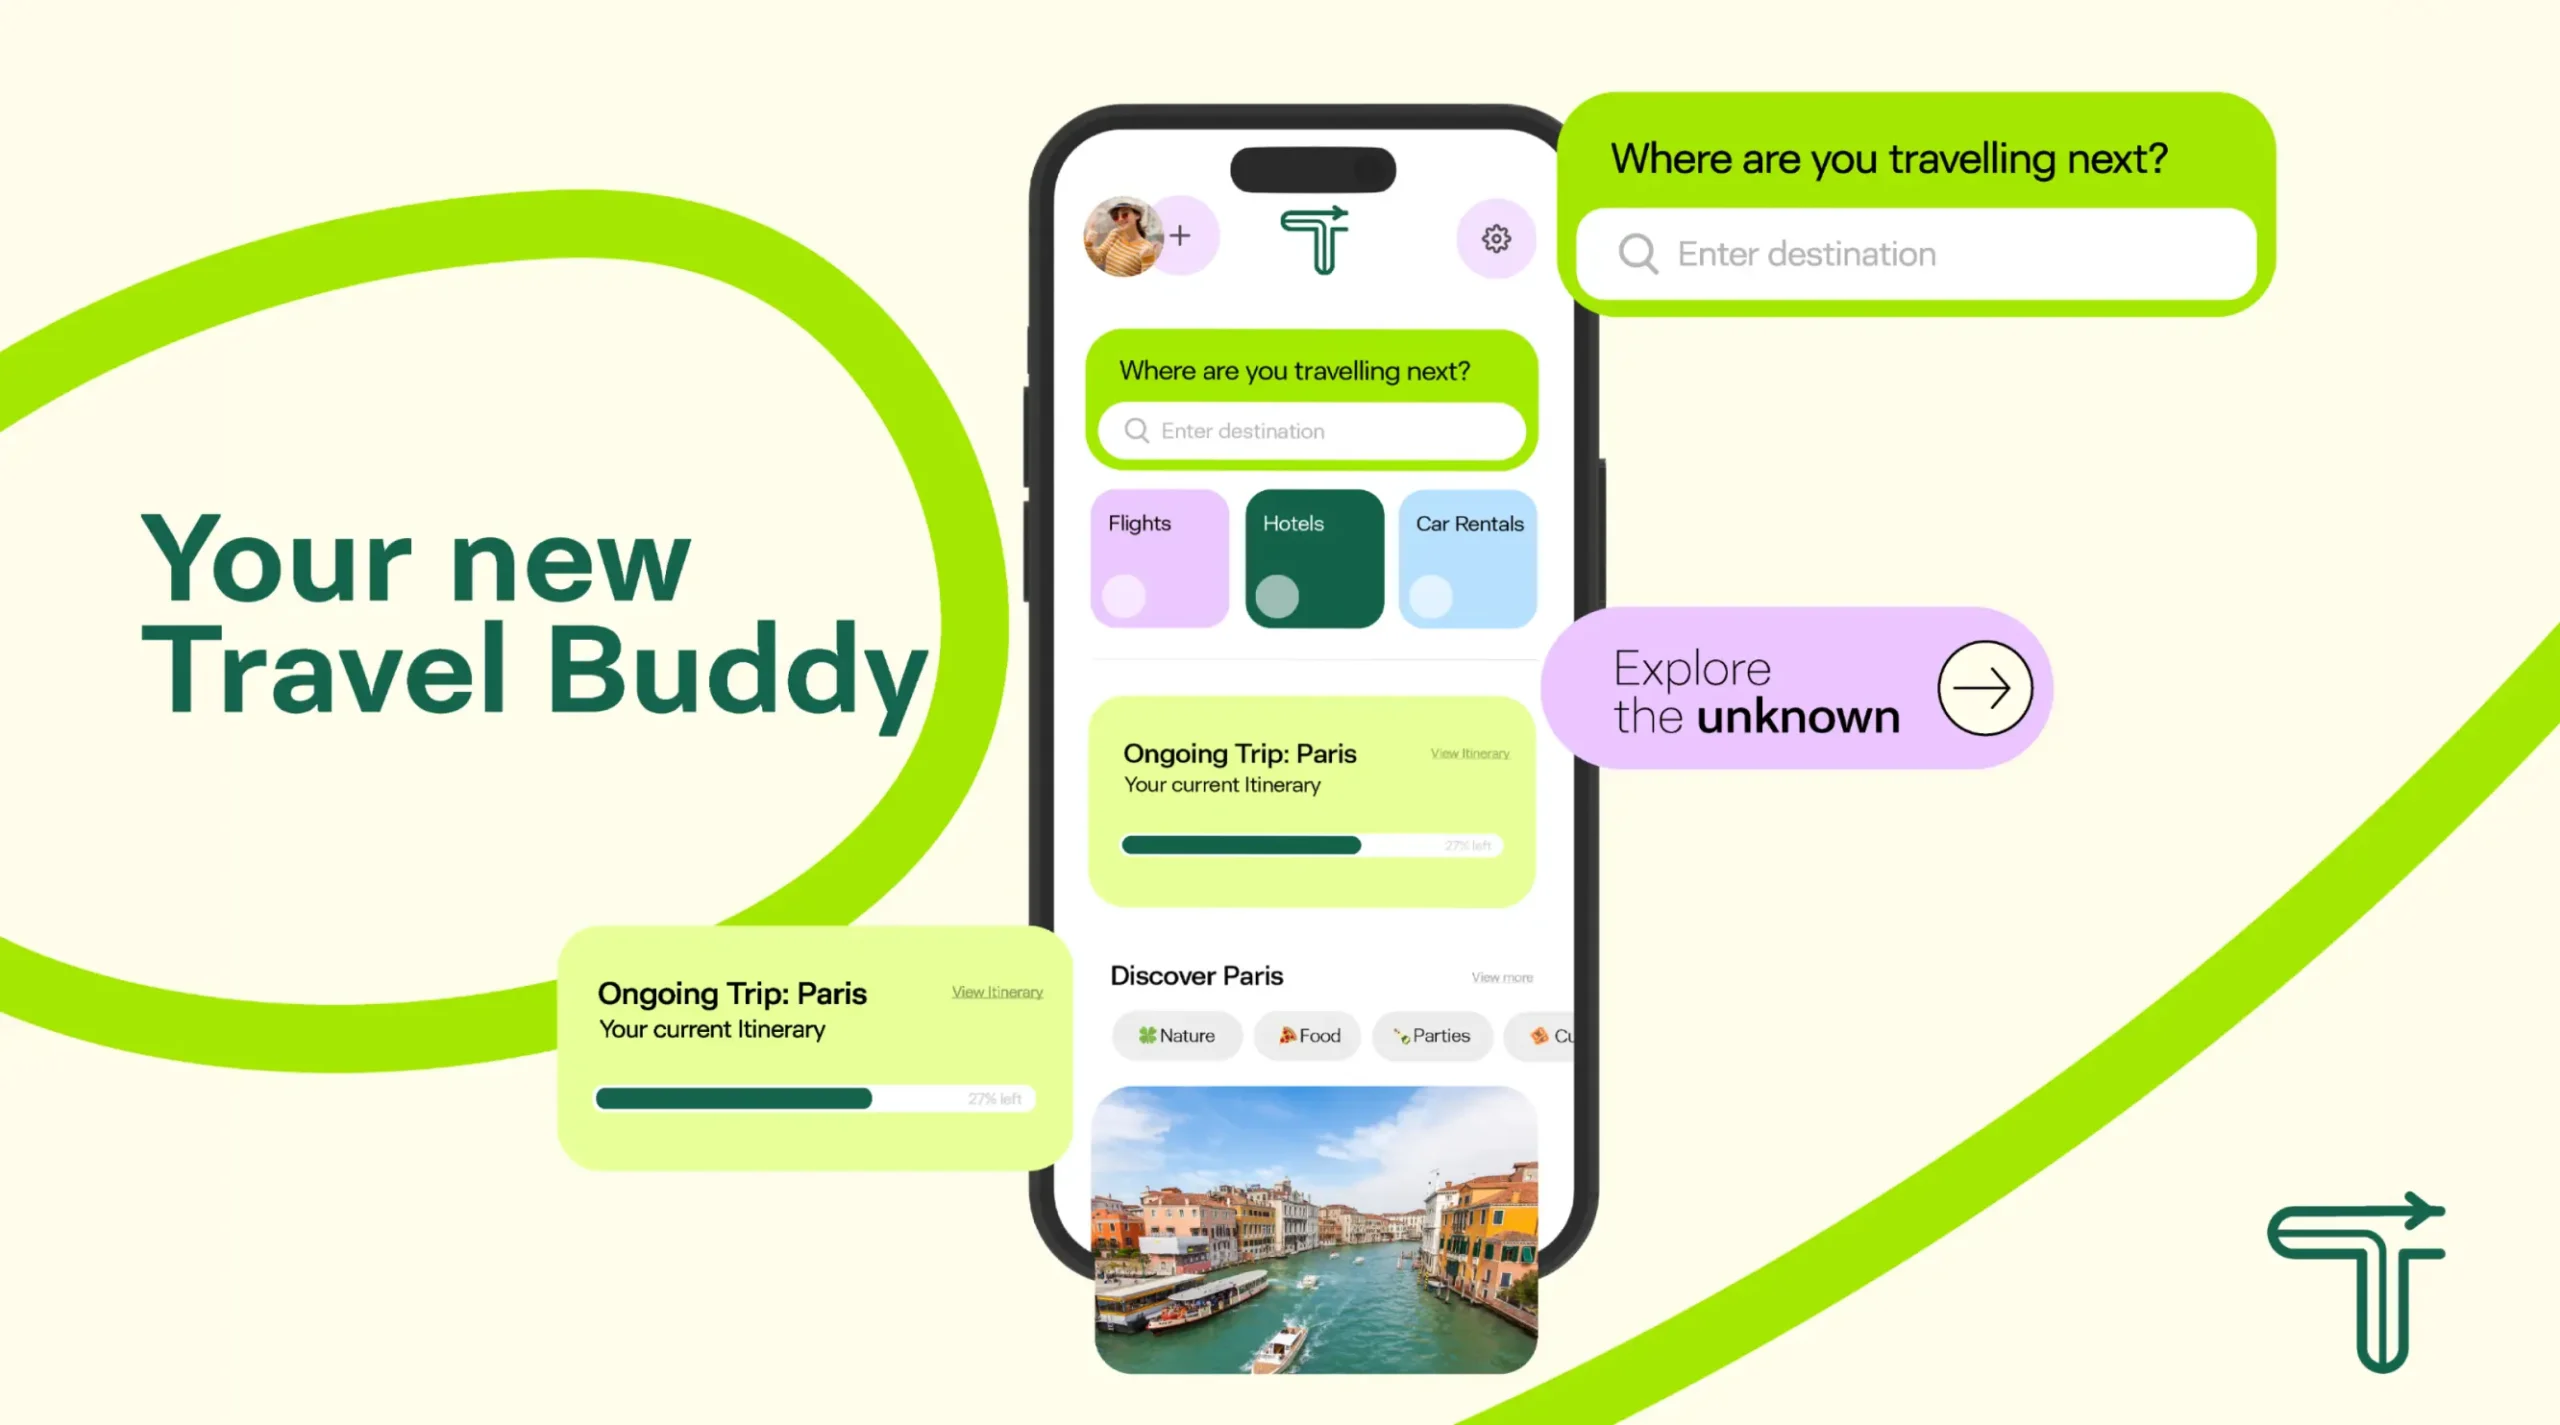 Your new
Travel Buddy
Where are you travelling next?
Enter destination
Where are you travelling next?
Enter destination
Flights
Hotels
Car Rentals
Explore
the unknown
Ongoing Trip: Paris
View Itinerary
Your current Itinerary
27% left
Ongoing Trip: Paris
View Itinerary
Your current Itinerary
27% left
Discover Paris
View more
Nature
Food
Parties
Cu